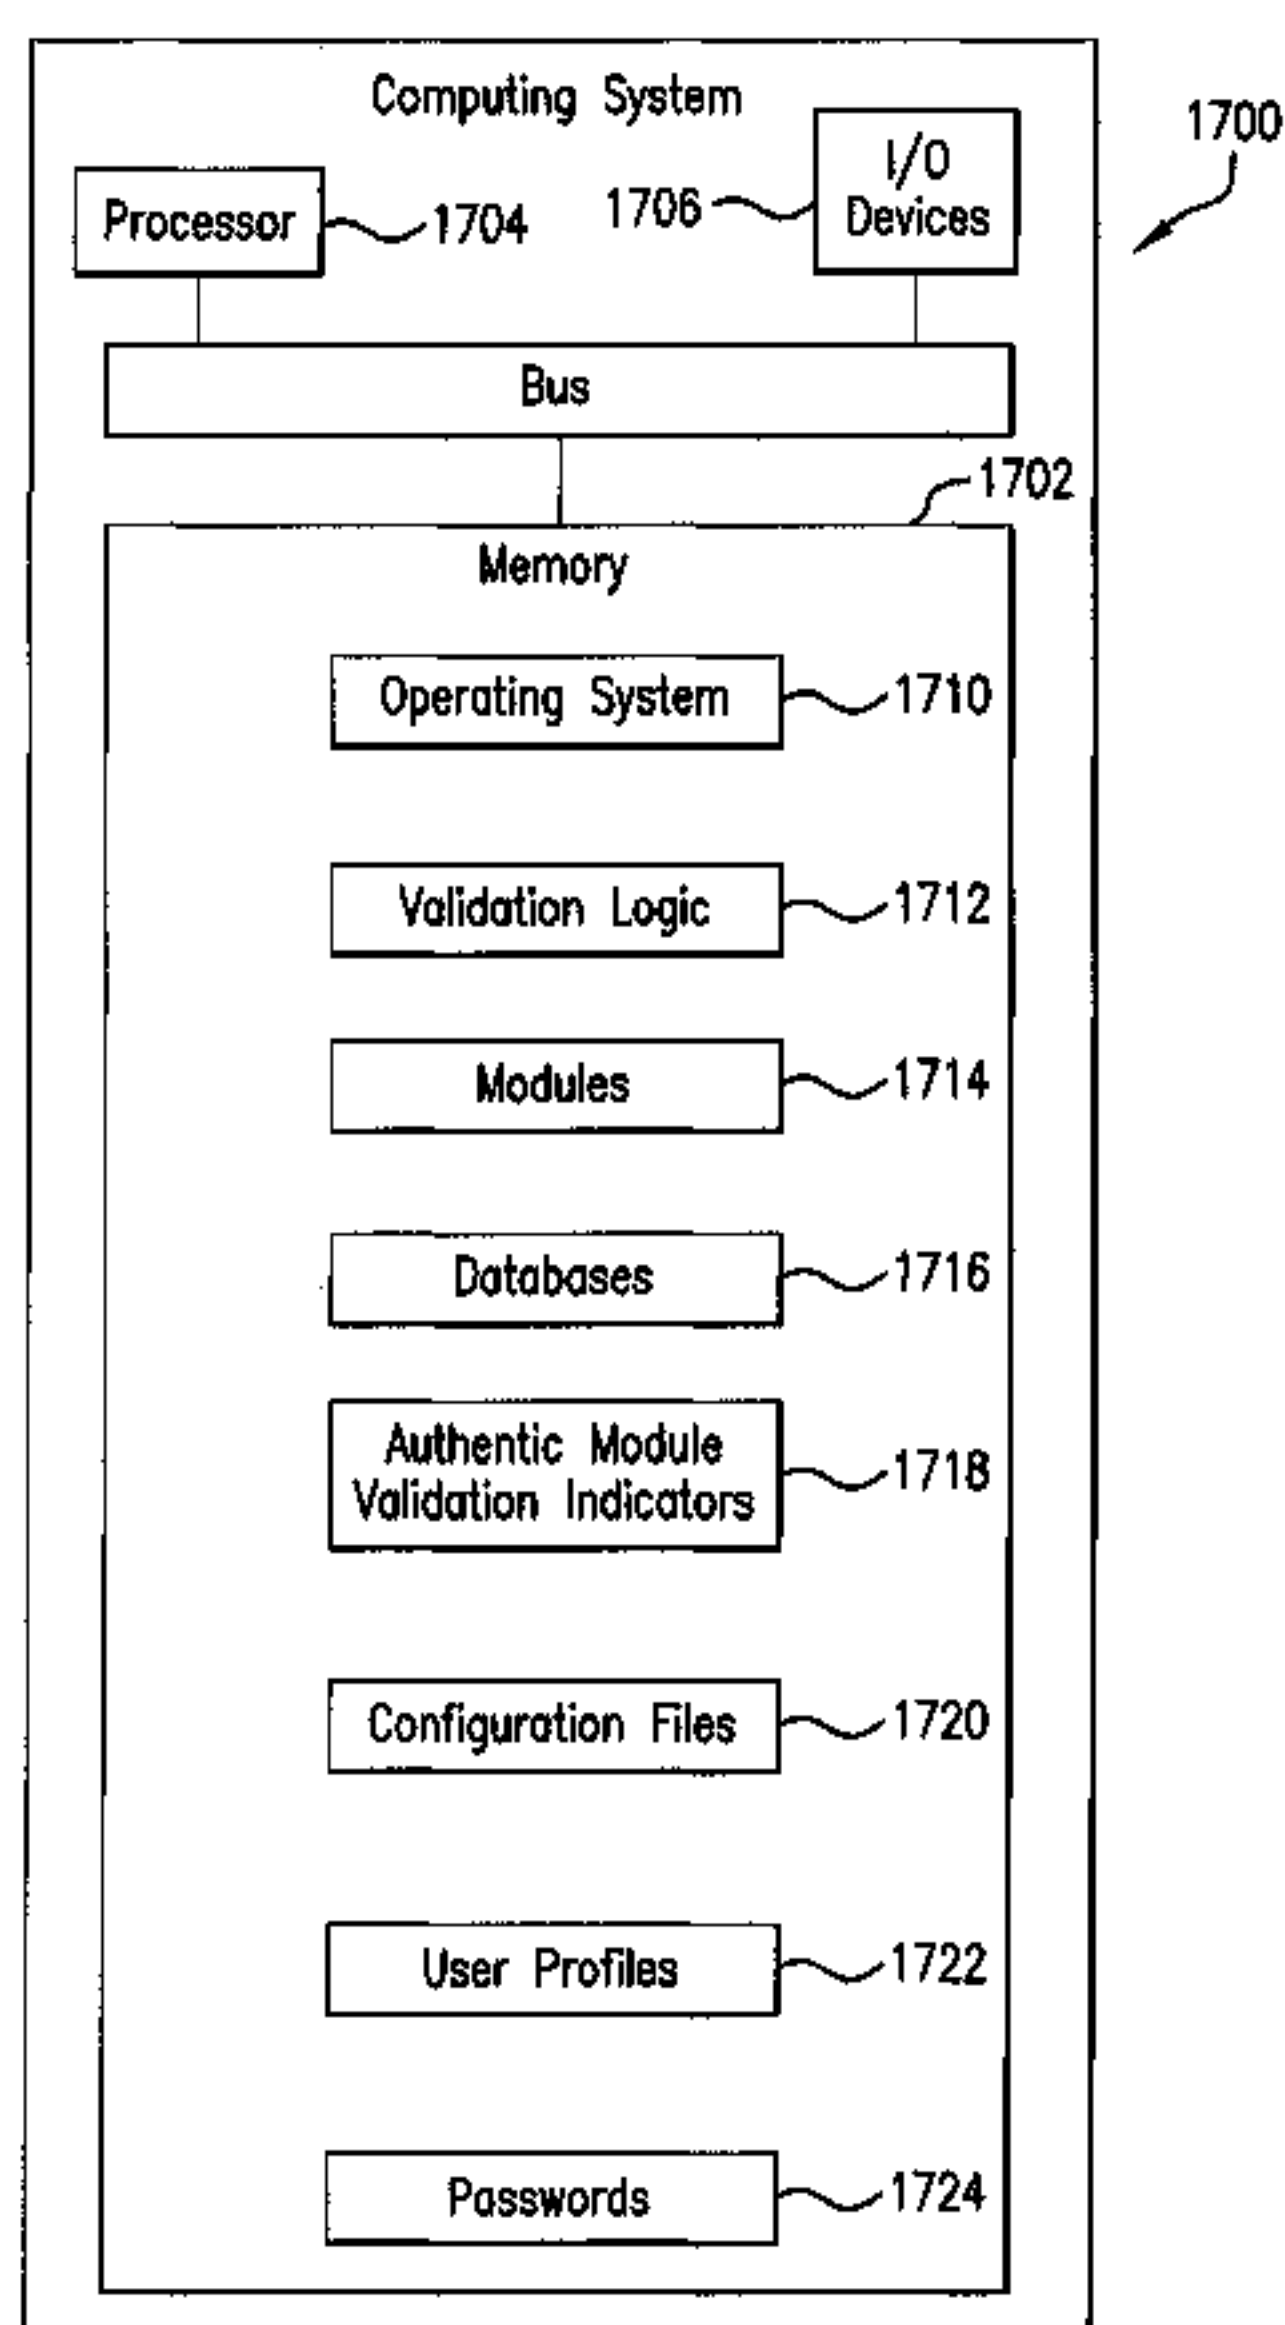 Computing System
1700
I/O
Devices
1706
Processor
1704
Bus
1702
Memory
Operating System
1710
Validation Logic
1712
Modules
1714
Databases
1716
Authentic Module
Validation Indicators
1718
Configuration Files
1720
User Profiles
1722
Passwords
1724